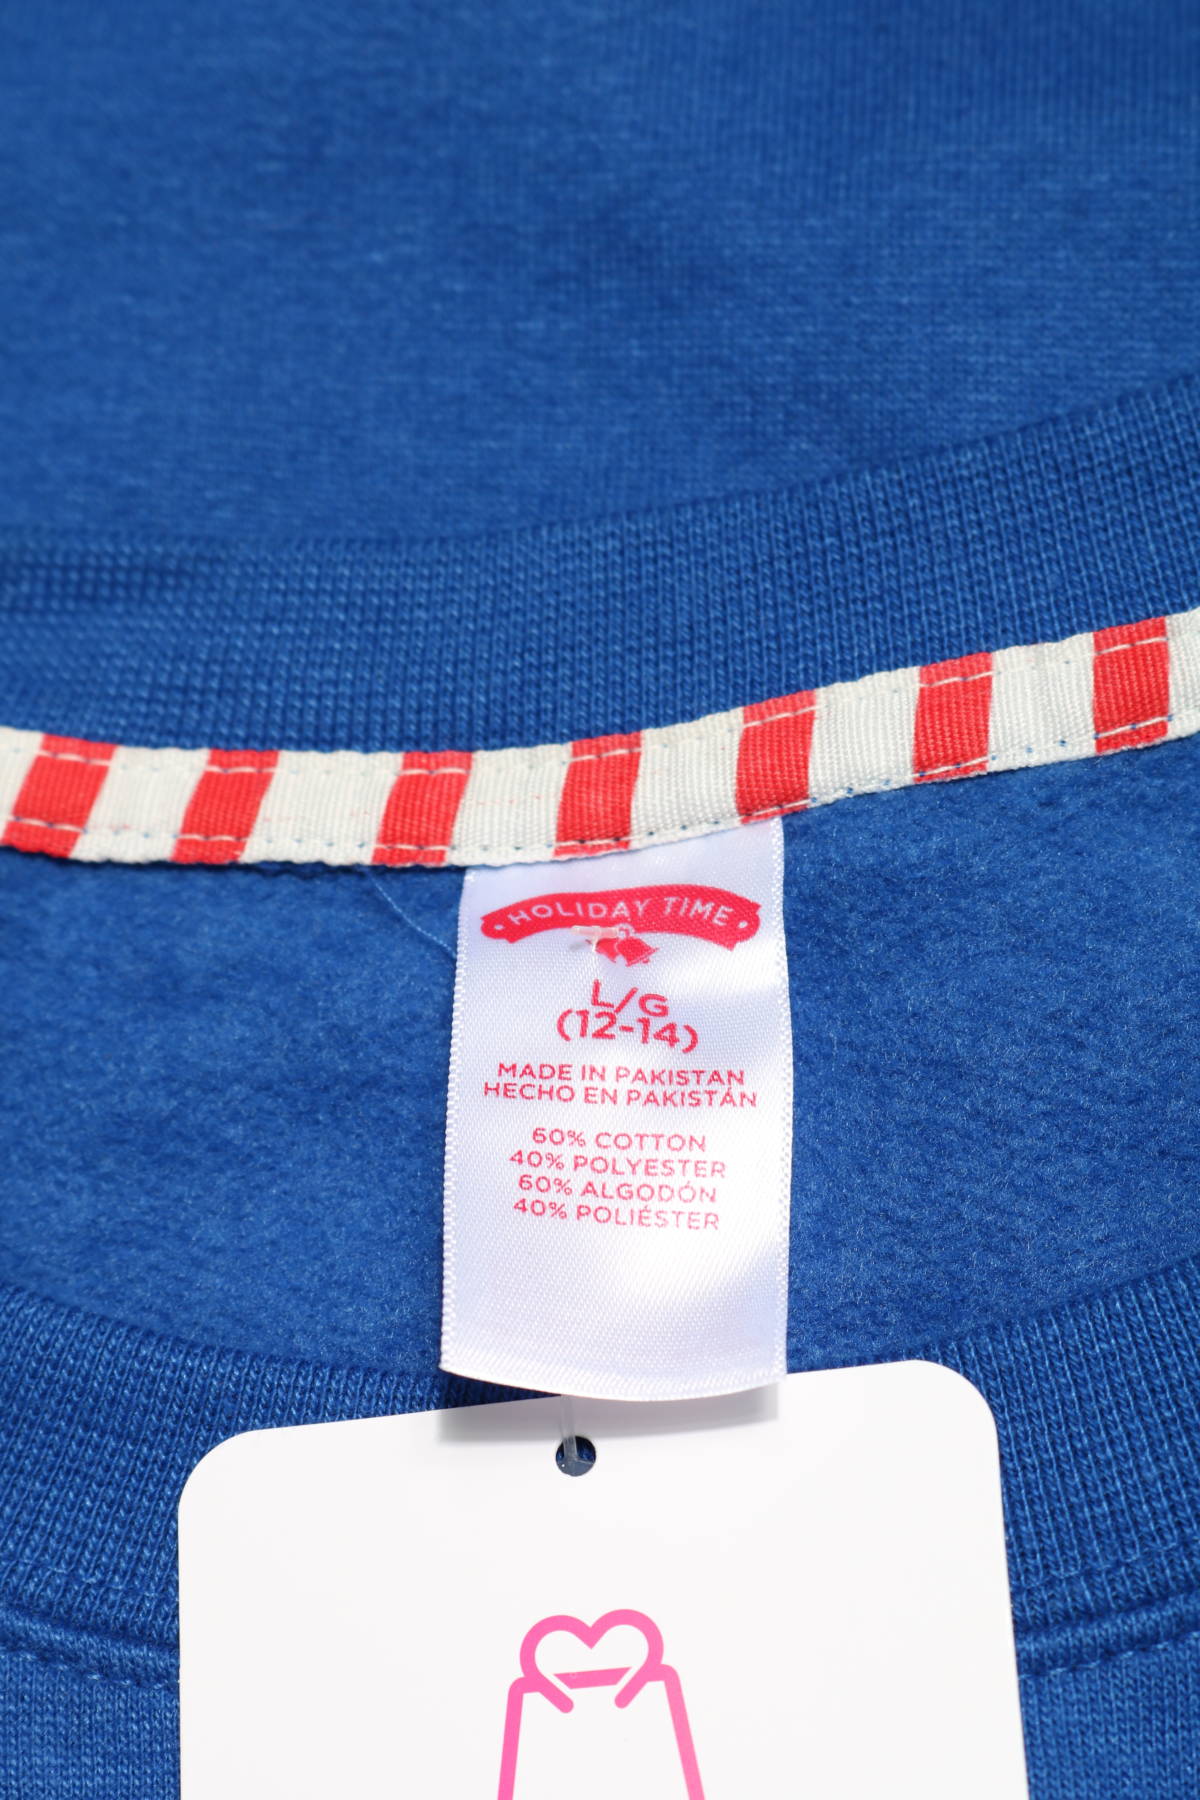 • HOLIDAY TIME •
L/G
(12-14)
MADE IN PAKISTAN
HECHO EN PAKISTÁN
60% COTTON
40% POLYESTER
60% ALGODÓN
40% POLIÉSTER